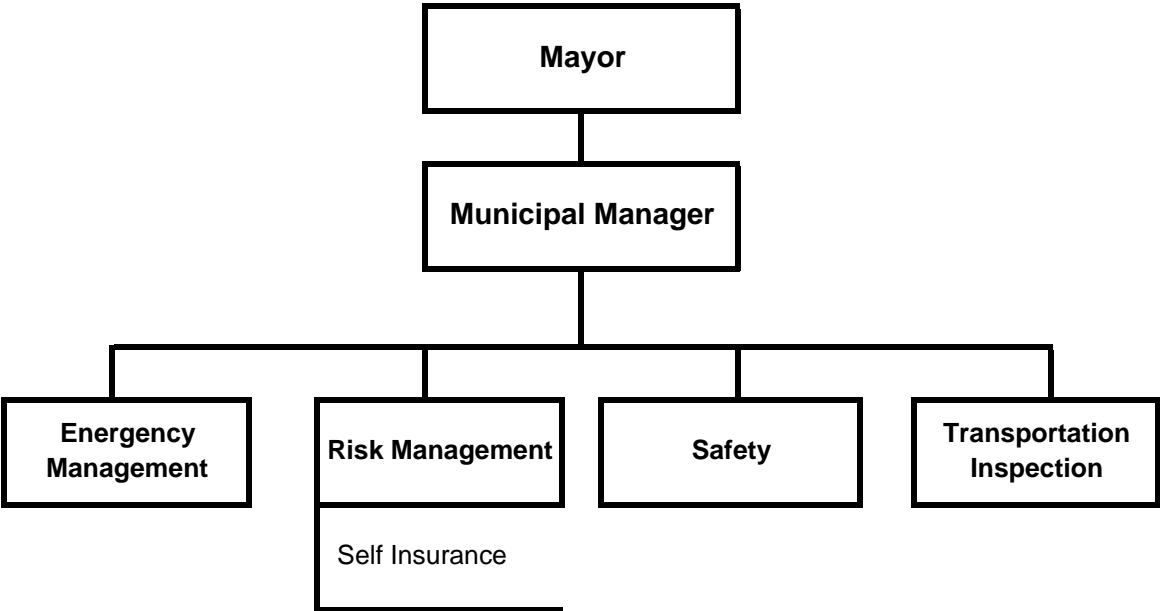 Mayor
Municipal Manager
Energency
Management
Risk Management
Safety
Transportation
Inspection
Self Insurance